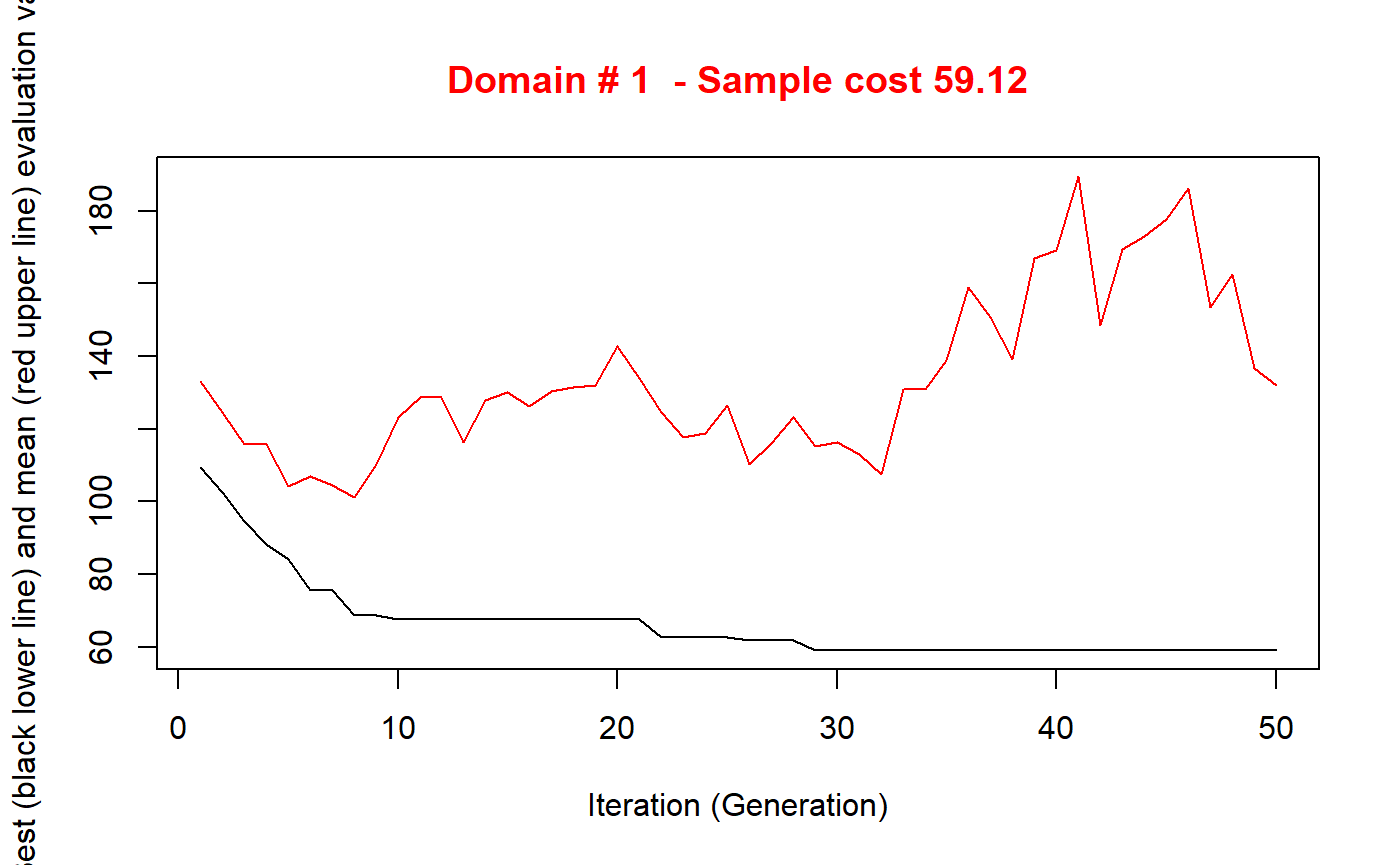 Domain # 1 - Sample cost 59.12
est (black lower line) and mean (red upper line) evaluation va
180
140
100
80
60
0 10 20 30 40 50
Iteration (Generation)